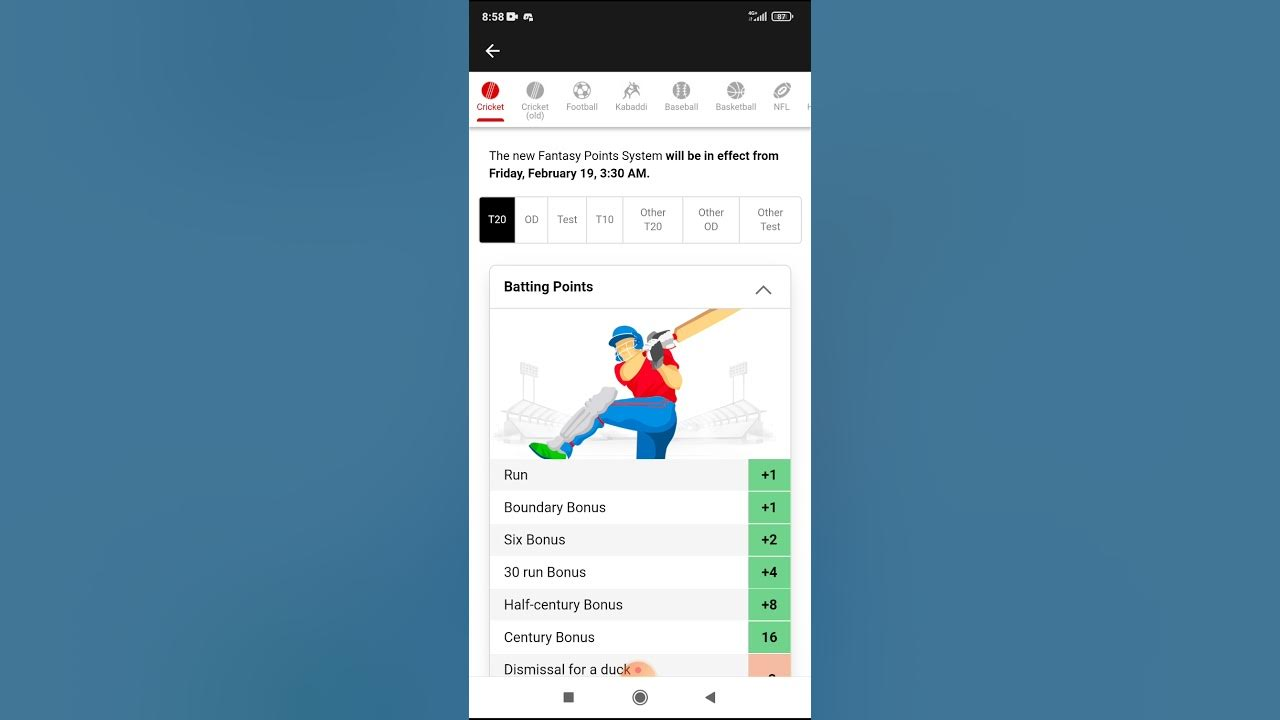 8:58
4G+
87
Cricket
Cricket
(old)
Football
Kabaddi
Baseball
Basketball
NFL
H
The new Fantasy Points System will be in effect from
Friday, February 19, 3:30 AM.
T20
OD
Test
T10
Other
T20
Other
OD
Other
Test
Batting Points
Run
+1
Boundary Bonus
+1
Six Bonus
+2
30 run Bonus
+4
Half-century Bonus
+8
Century Bonus
16
Dismissal for a duck